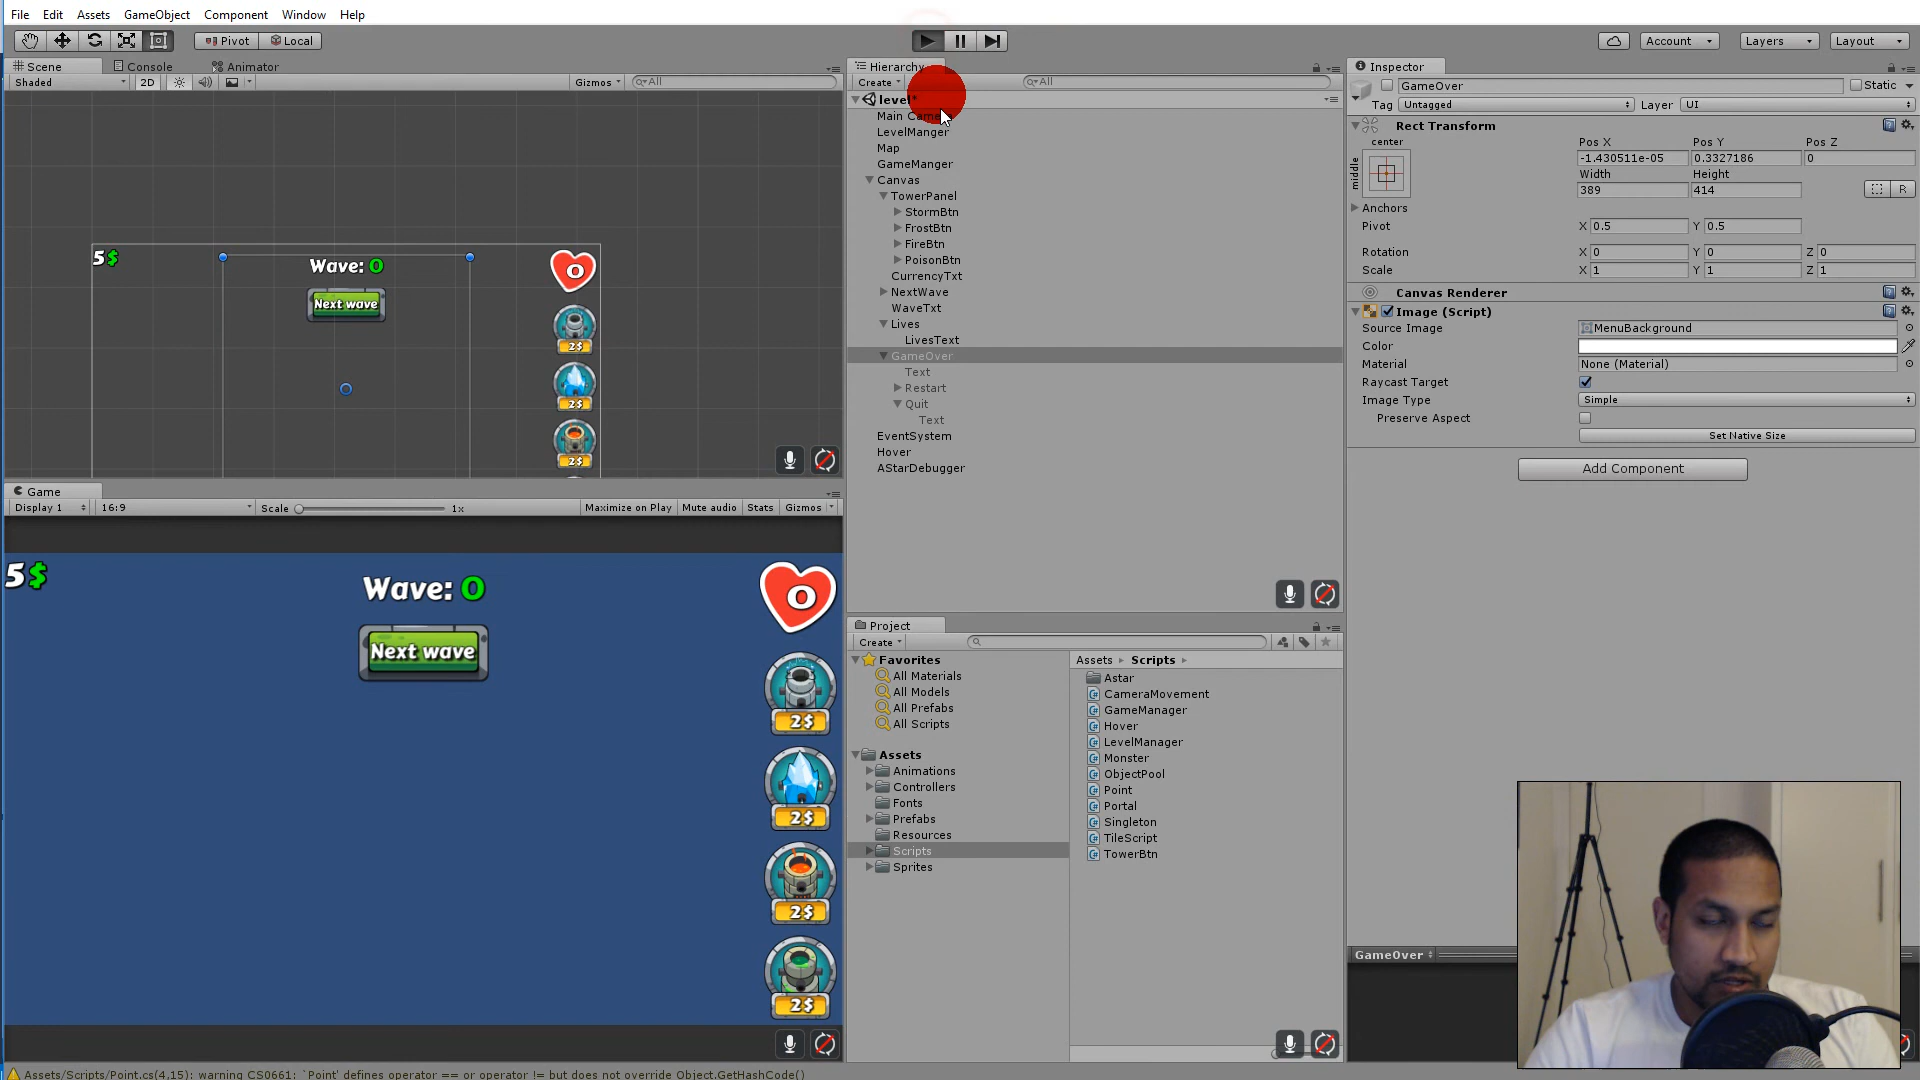 File Edit Assets GameObject Component Window Help
Pivot Local
Account Layers Layout
Scene Console Animator
Shaded 2D Gizmos All
5$
Wave: 0
Next wave
0
2$
2$
2$
Game
Display 1 16:9 Scale 1x Maximize on Play Mute audio Stats Gizmos
5$
Wave: 0
Next wave
0
2$
2$
2$
2$
Assets/Scripts/Point.cs(4,15): warning CS0661: `Point' defines operator == or operator != but does not override Object.GetHashCode()
Hierarchy
Create All
level*
Main
LevelManger
Map
GameManger
Canvas
TowerPanel
StormBtn
FrostBtn
FireBtn
PoisonBtn
CurrencyTxt
NextWave
WaveTxt
Lives
LivesText
GameOver
Text
Restart
Quit
Text
EventSystem
Hover
AStarDebugger
Project
Create
Favorites
All Materials
All Models
All Prefabs
All Scripts
Assets
Animations
Controllers
Fonts
Prefabs
Resources
Scripts
Sprites
Assets Scripts
Astar
CameraMovement
GameManager
Hover
LevelManager
Monster
ObjectPool
Point
Portal
Singleton
TileScript
TowerBtn
Inspector
GameOver Static
Tag Untagged Layer UI
Rect Transform
center
middle
Pos X Pos Y Pos Z
-1.430511e-05 0.3327186 0
Width Height
389 414
R
Anchors
Pivot X 0.5 Y 0.5
Rotation X 0 Y 0 Z 0
Scale X 1 Y 1 Z 1
Canvas Renderer
Image (Script)
Source Image MenuBackground
Color
Material None (Material)
Raycast Target
Image Type Simple
Preserve Aspect
Set Native Size
Add Component
GameOver